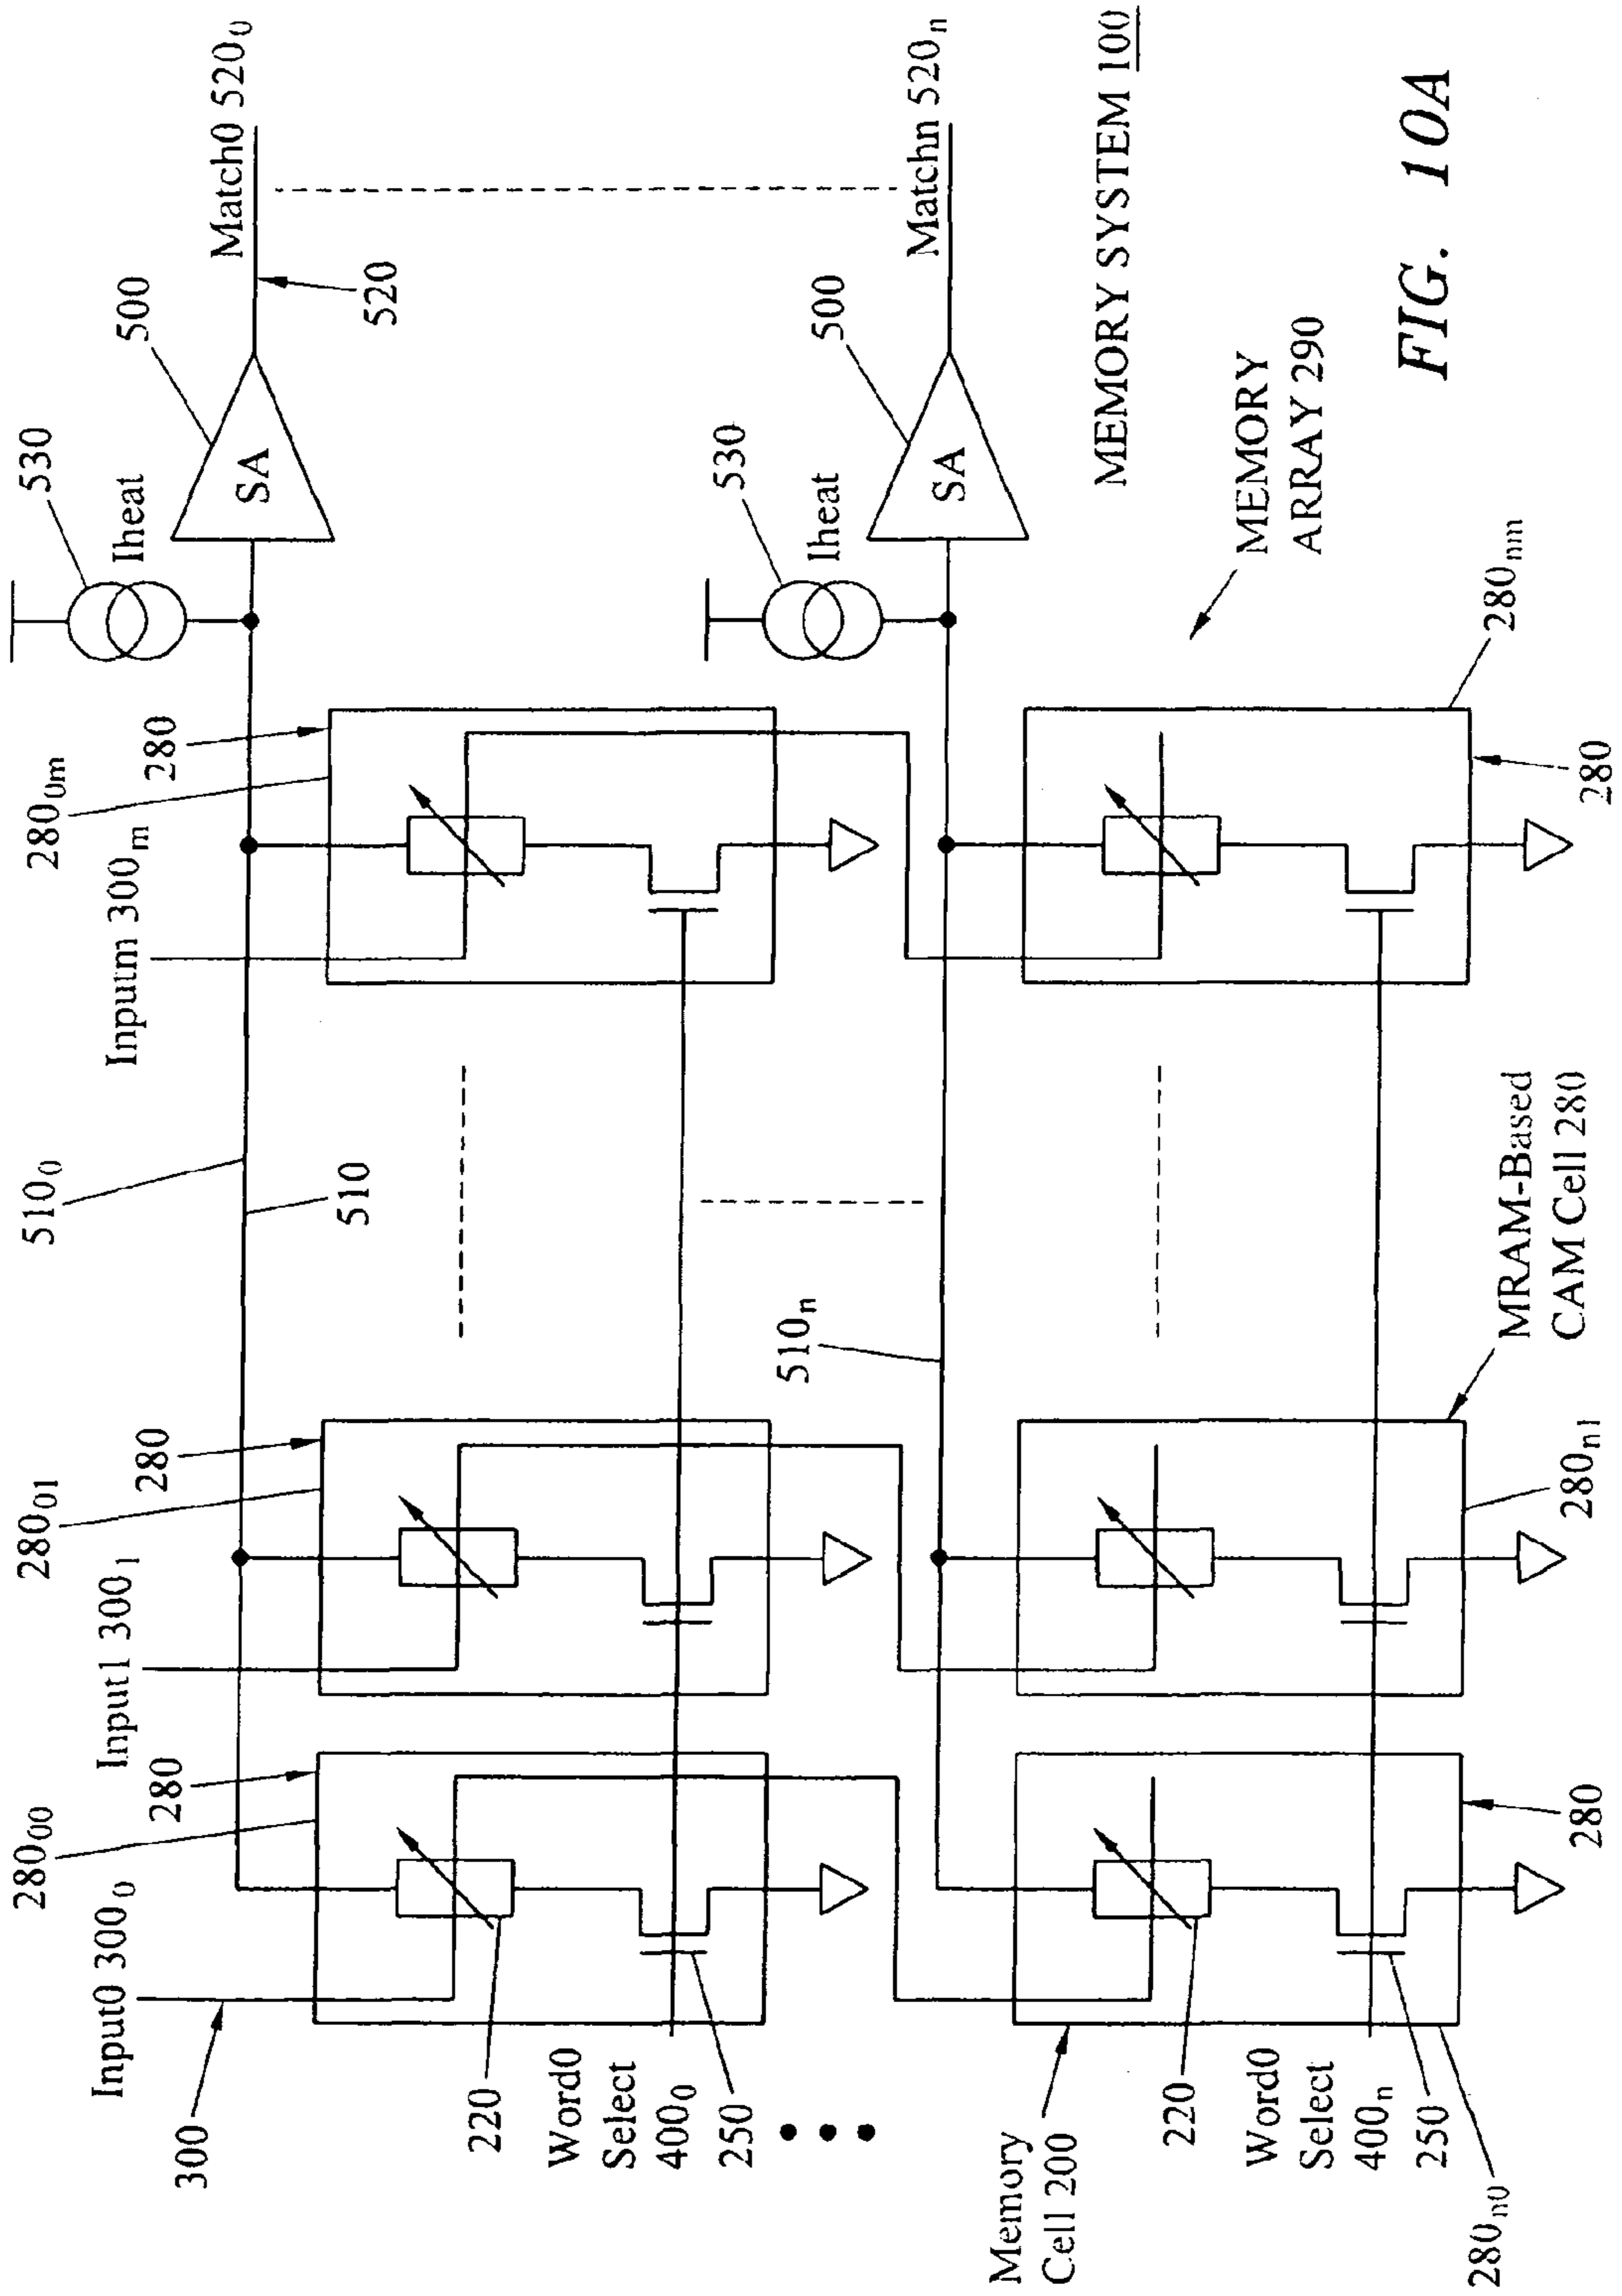 280₀₀
280₀₁
510₀
280₀ₘ
530
500
Match0 520₀
Input0 300₀
280
Input1 300₁
280
510
Inputm 300ₘ
280
Iheat
SA
520
300
220
Word0
Select
400₀
250
510ₙ
530
500
Matchn 520ₙ
Iheat
SA
Memory
Cell 200
220
Word0
Select
400ₙ
250
280ₙ₀
280
280ₙ₁
MRAM-Based
CAM Cell 280
280
280ₙₘ
MEMORY
ARRAY 290
MEMORY SYSTEM 100
FIG. 10A